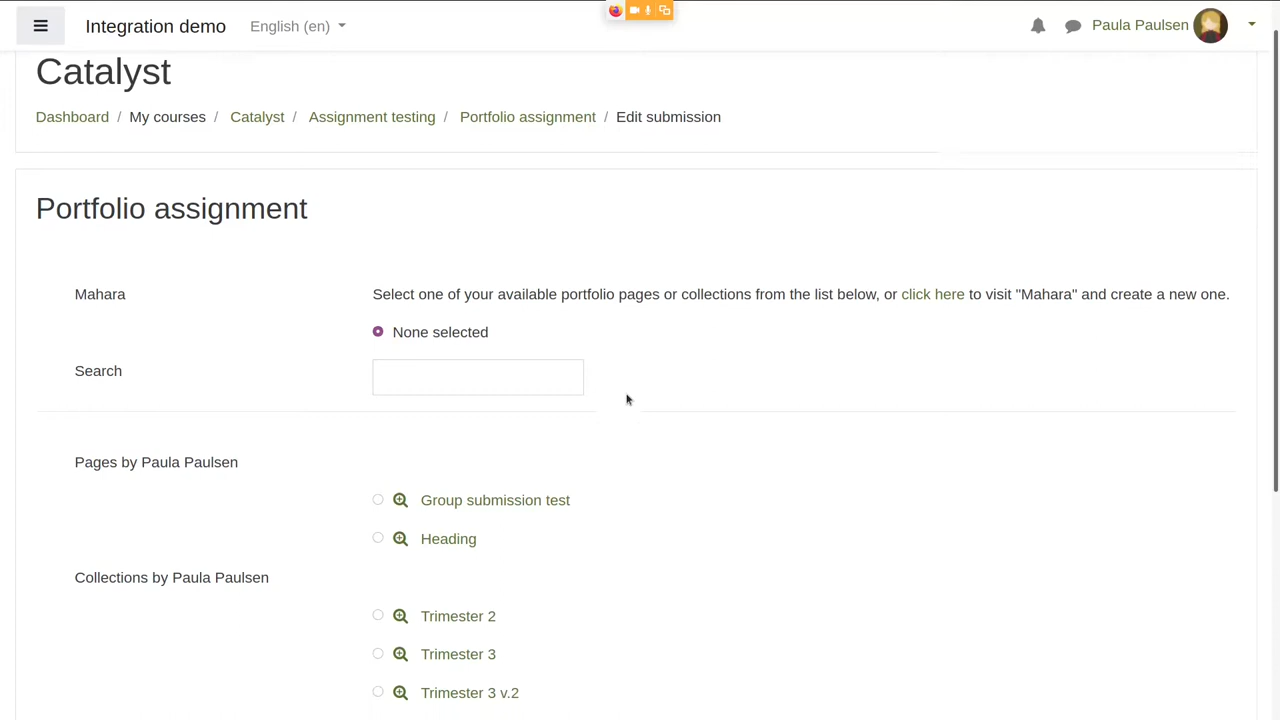 Integration demo English (en) Paula Paulsen
Catalyst
Dashboard / My courses / Catalyst / Assignment testing / Portfolio assignment / Edit submission
Portfolio assignment
Mahara Select one of your available portfolio pages or collections from the list below, or click here to visit "Mahara" and create a new one.
None selected
Search
Pages by Paula Paulsen
Group submission test
Heading
Collections by Paula Paulsen
Trimester 2
Trimester 3
Trimester 3 v.2